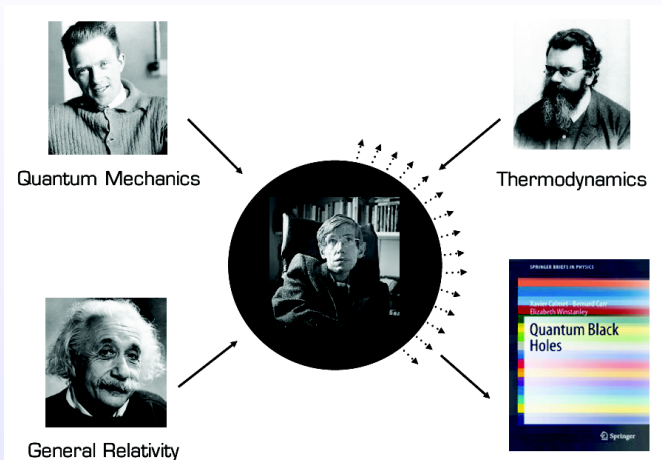 Quantum Mechanics
Thermodynamics
SPRINGER BRIEFS IN PHYSICS
Xavier Calmet · Bernard Carr
Elizabeth Winstanley
Quantum Black
Holes
Springer
General Relativity